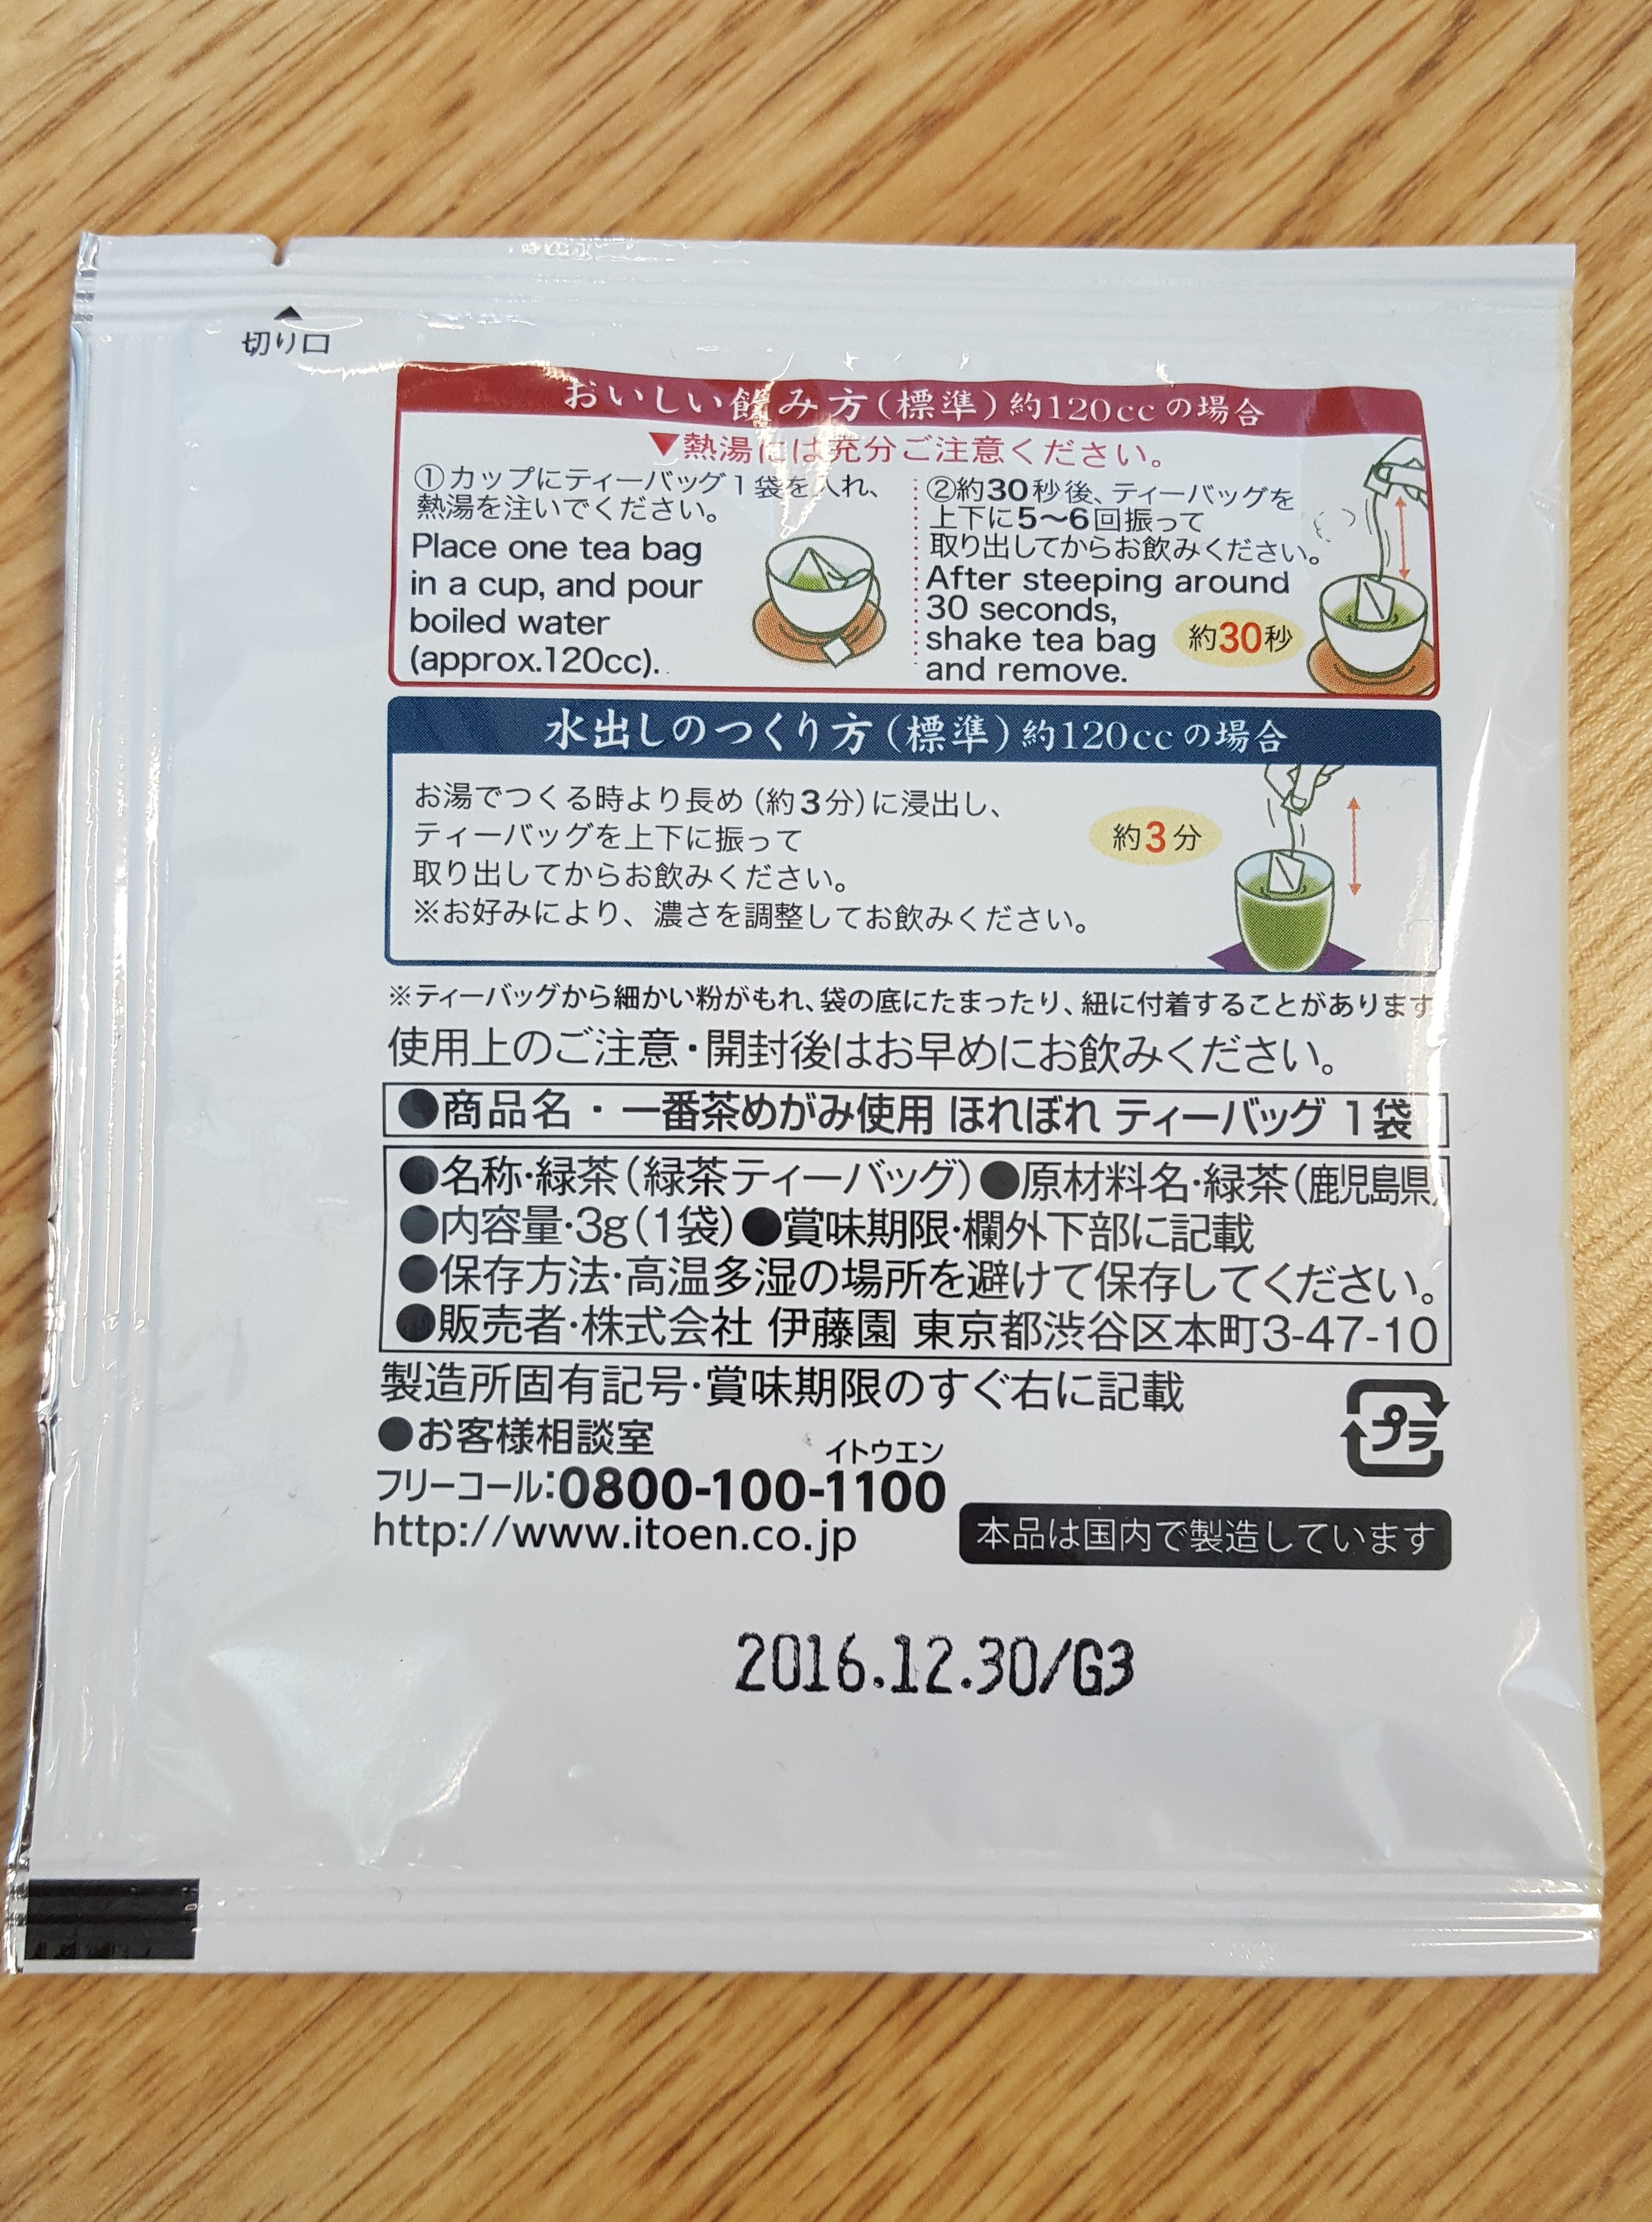 切り口
おいしい飲み方(標準)約120ccの場合
▼熱湯には充分ご注意ください。
①カップにティーバッグ1袋を入れ、
熱湯を注いでください。
Place one tea bag
in a cup, and pour
boiled water
(approx.120cc).
②約30秒後、ティーバッグを
上下に5〜6回振って
取り出してからお飲みください。
After steeping around
30 seconds,
shake tea bag
and remove.
約30秒
水出しのつくり方(標準)約120ccの場合
お湯でつくる時より長め(約3分)に浸出し、
ティーバッグを上下に振って
取り出してからお飲みください。
※お好みにより、濃さを調整してお飲みください。
約3分
※ティーバッグから細かい粉がもれ、袋の底にたまったり、紐に付着することがあります
使用上のご注意・開封後はお早めにお飲みください。
●商品名・一番茶めがみ使用 ほれぼれ ティーバッグ 1袋
●名称・緑茶(緑茶ティーバッグ)●原材料名・緑茶(鹿児島県)
●内容量・3g(1袋)●賞味期限・欄外下部に記載
●保存方法・高温多湿の場所を避けて保存してください。
●販売者・株式会社 伊藤園 東京都渋谷区本町3-47-10
製造所固有記号・賞味期限のすぐ右に記載
●お客様相談室
イトウエン
フリーコール:0800-100-1100
http://www.itoen.co.jp
プラ
本品は国内で製造しています
2016.12.30/G3